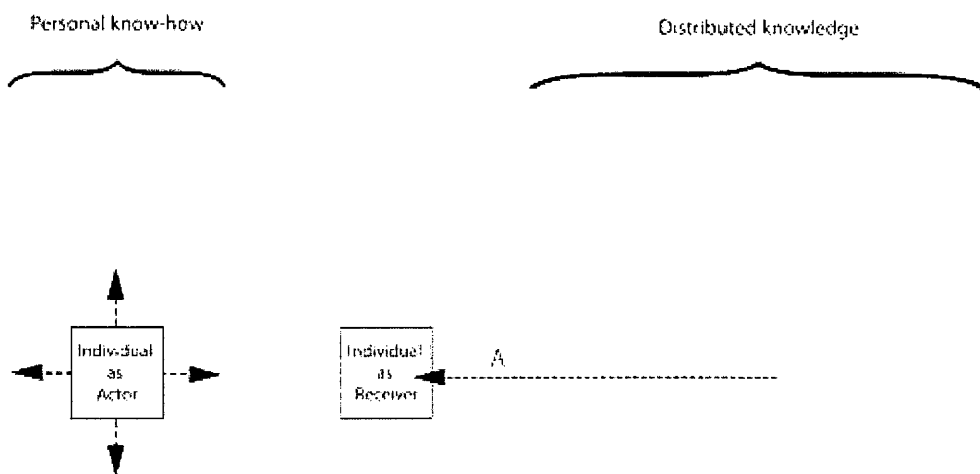 Personal know-how
Distributed knowledge
Individual
as
Actor
Individual
as
Receiver
A